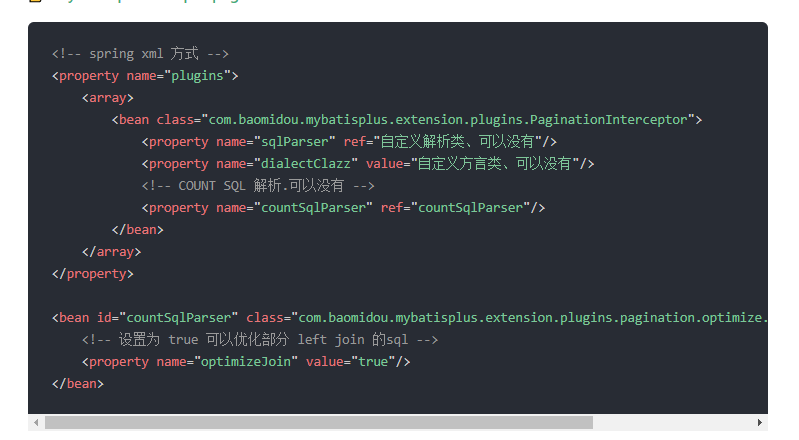 <!-- spring xml 方式 -->
<property name="plugins">
    <array>
        <bean class="com.baomidou.mybatisplus.extension.plugins.PaginationInterceptor">
            <property name="sqlParser" ref="自定义解析类、可以没有"/>
            <property name="dialectClazz" value="自定义方言类、可以没有"/>
            <!-- COUNT SQL 解析.可以没有 -->
            <property name="countSqlParser" ref="countSqlParser"/>
        </bean>
    </array>
</property>

<bean id="countSqlParser" class="com.baomidou.mybatisplus.extension.plugins.pagination.optimize.
    <!-- 设置为 true 可以优化部分 left join 的sql -->
    <property name="optimizeJoin" value="true"/>
</bean>